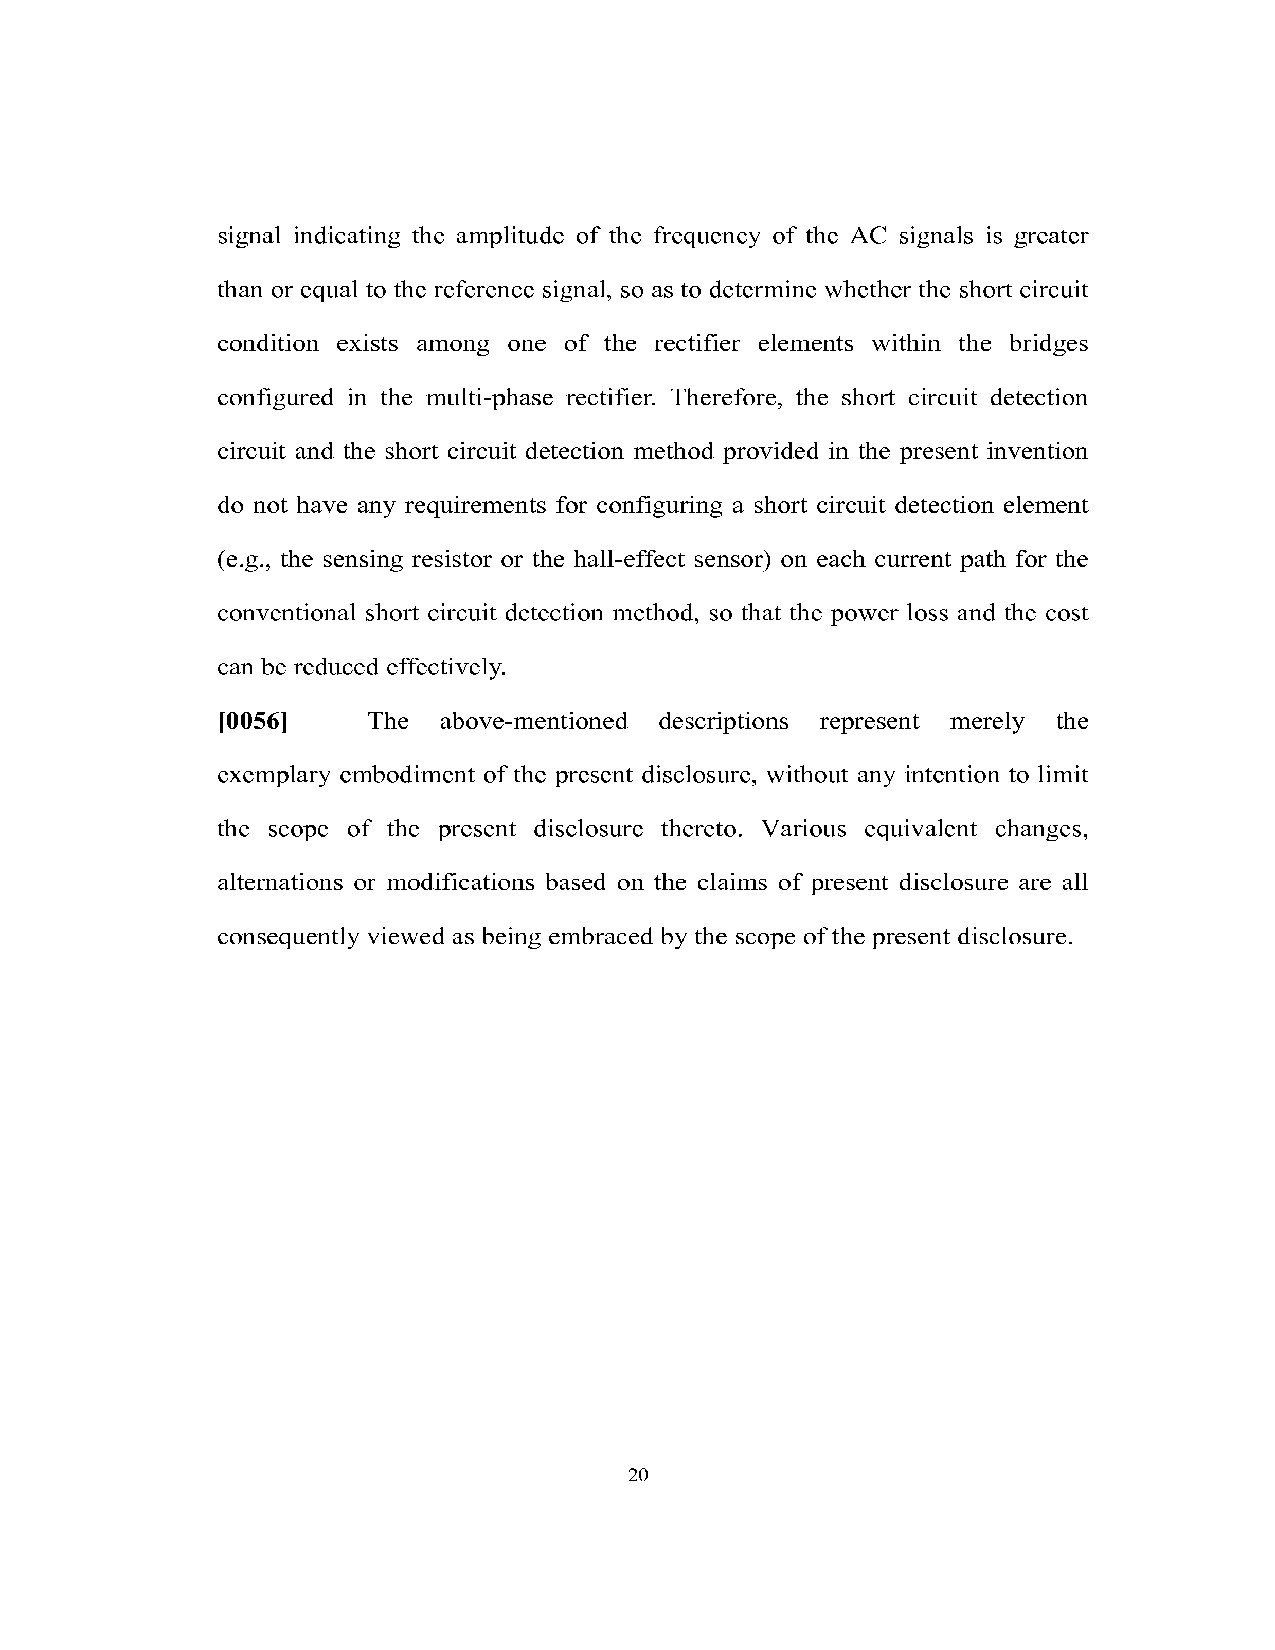 signal indicating the amplitude of the frequency of the AC signals is greater
than or equal to the reference signal, so as to determine whether the short circuit
condition exists among one of the rectifier elements within the bridges
configured in the multi-phase rectifier. Therefore, the short circuit detection
circuit and the short circuit detection method provided in the present invention
do not have any requirements for configuring a short circuit detection element
(e.g., the sensing resistor or the hall-effect sensor) on each current path for the
conventional short circuit detection method, so that the power loss and the cost
can be reduced effectively.
[0056] The above-mentioned descriptions represent merely the
exemplary embodiment of the present disclosure, without any intention to limit
the scope of the present disclosure thereto. Various equivalent changes,
alternations or modifications based on the claims of present disclosure are all
consequently viewed as being embraced by the scope of the present disclosure.
20